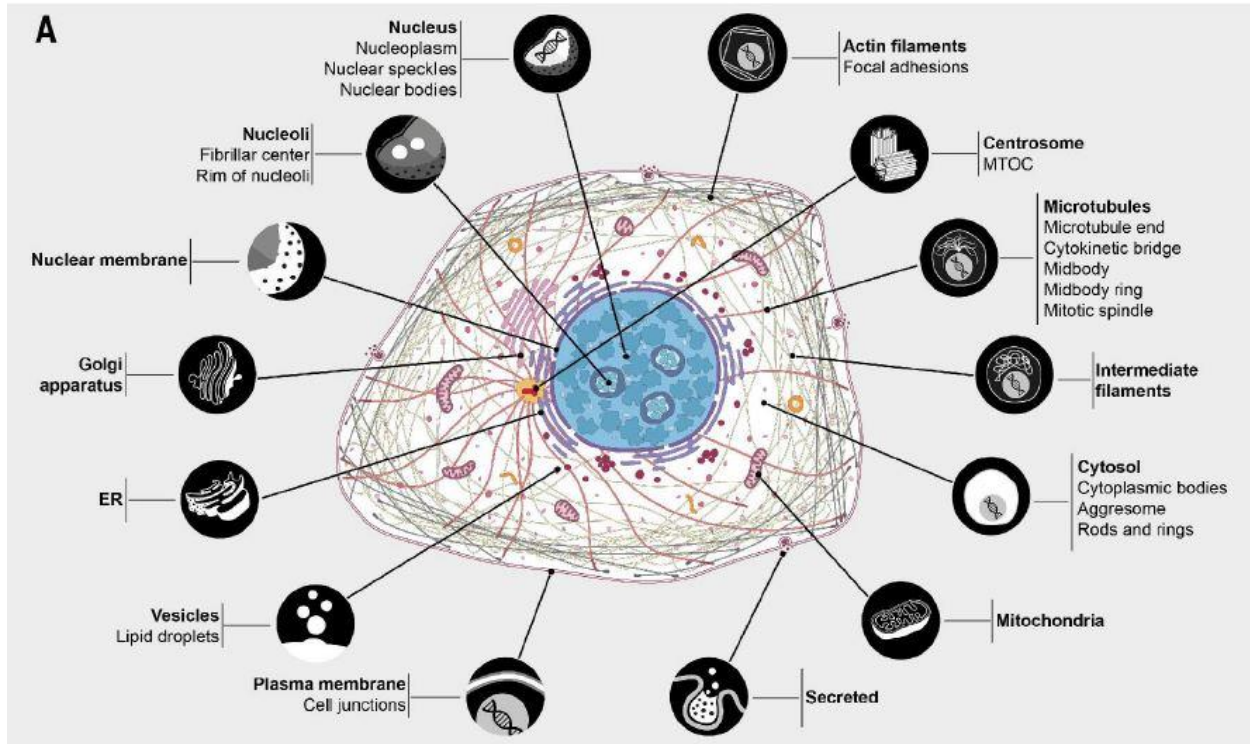 A
Nucleus
Nucleoplasm
Nuclear speckles
Nuclear bodies
Actin filaments
Focal adhesions
Nucleoli
Fibrillar center
Rim of nucleoli
Centrosome
MTOC
Nuclear membrane
Microtubules
Microtubule end
Cytokinetic bridge
Midbody
Midbody ring
Mitotic spindle
Golgi
apparatus
Intermediate
filaments
ER
Cytosol
Cytoplasmic bodies
Aggresome
Rods and rings
Vesicles
Lipid droplets
Mitochondria
Plasma membrane
Cell junctions
Secreted